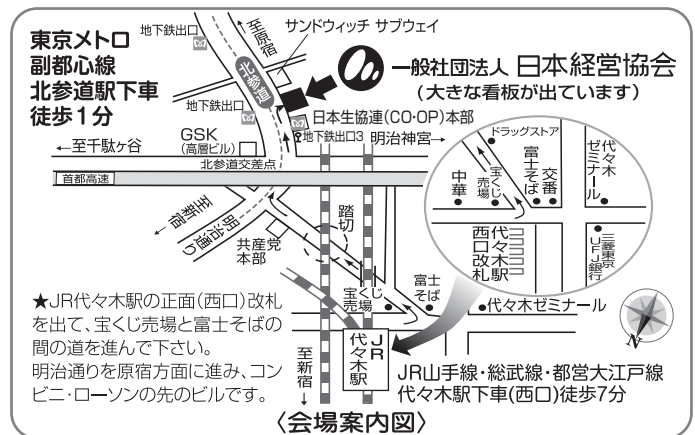 東京メトロ
副都心線
北参道駅下車
徒歩1分
地下鉄出口
至原宿
サンドウィッチ サブウェイ
北参道
一般社団法人 日本経営協会
(大きな看板が出ています)
地下鉄出口
日本生協連(CO・OP)本部
地下鉄出口3
明治神宮→
GSK
(高層ビル)
←至千駄ヶ谷
北参道交差点
首都高速
至新宿
明治通り
共産党
本部
踏切
宝くじ
売場
富士
そば
代々木ゼミナール
ドラッグストア
中華
宝くじ
売場
富士そば
交番
代々木
ゼミナール
代々木駅
西口改札
三菱東京
UFJ銀行
★JR代々木駅の正面(西口)改札
を出て、宝くじ売場と富士そばの
間の道を進んで下さい。
明治通りを原宿方面に進み、コン
ビニ・ローソンの先のビルです。
至新宿
JR
代々木駅
N
JR山手線・総武線・都営大江戸線
代々木駅下車(西口)徒歩7分
〈会場案内図〉